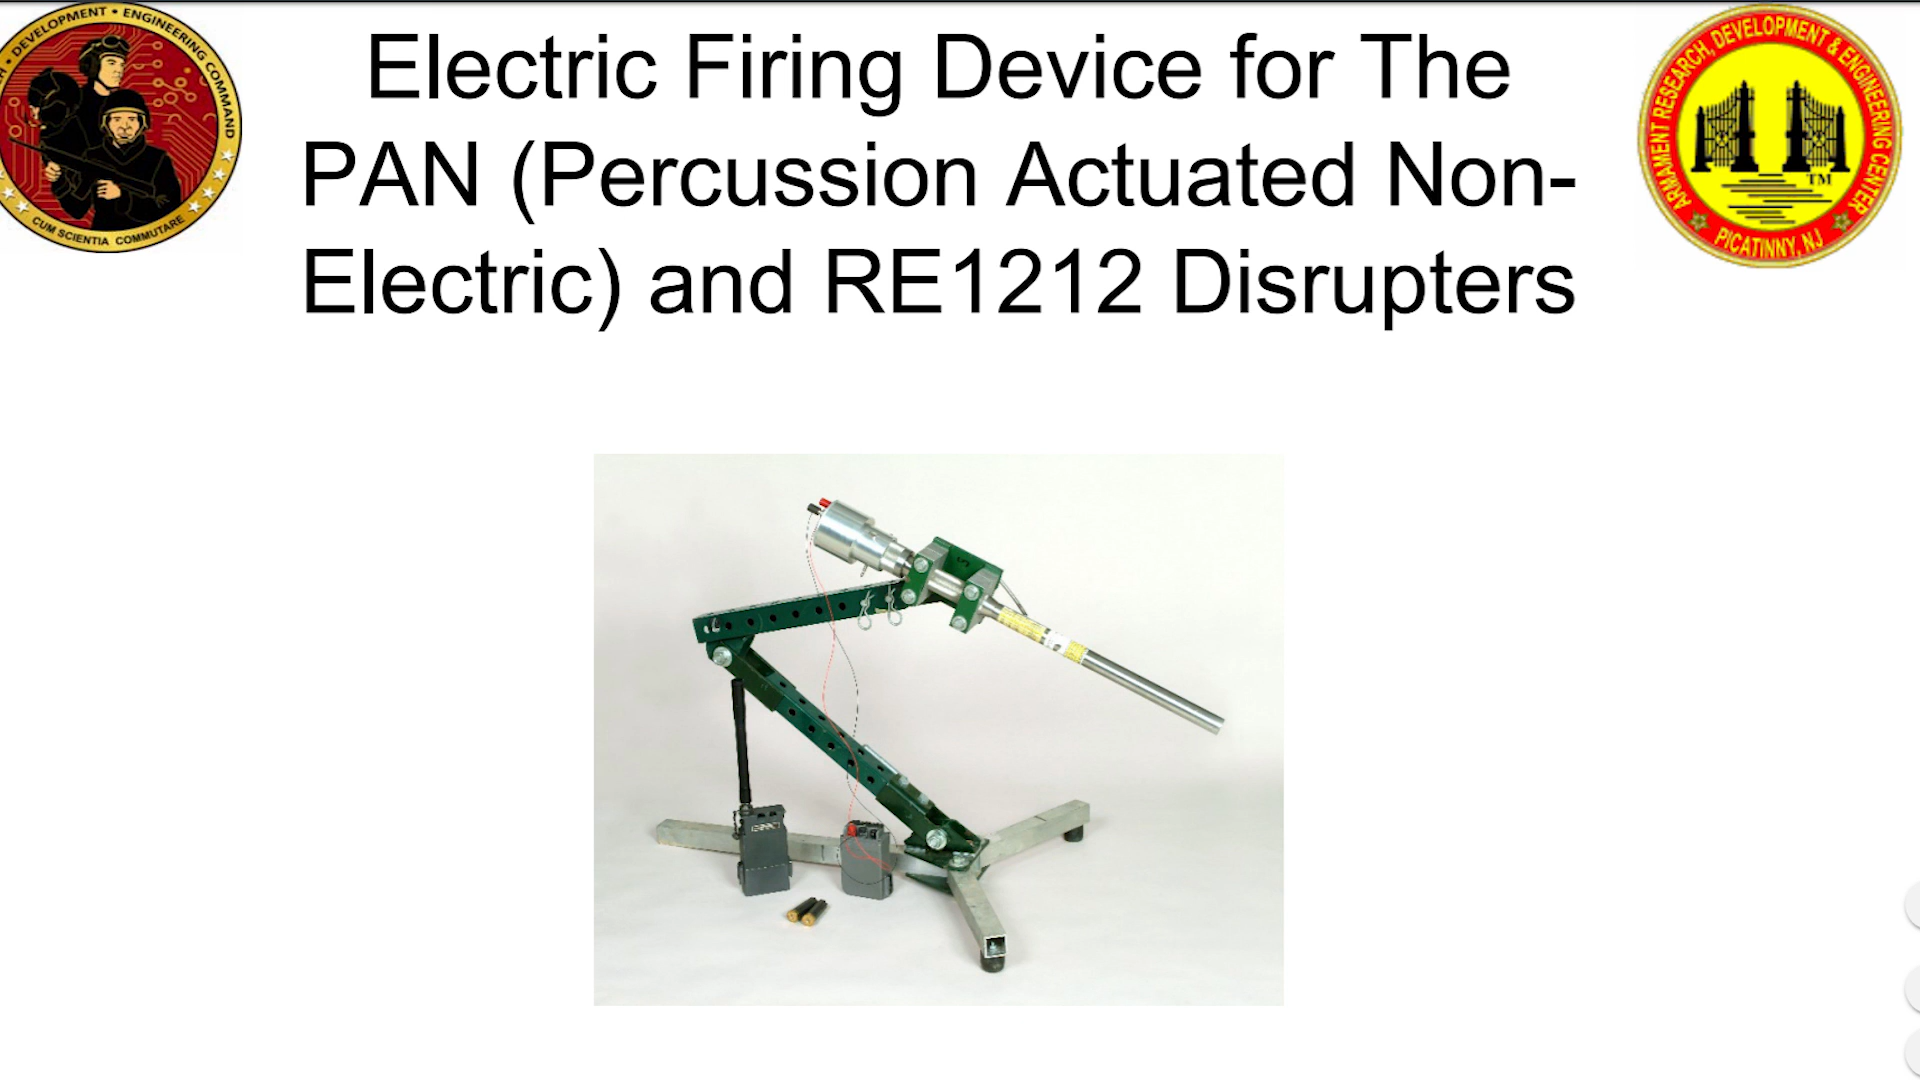 Electric Firing Device for The
PAN (Percussion Actuated Non-
Electric) and RE1212 Disrupters
DEVELOPMENT • ENGINEERING COMMAND
CUM SCIENTIA COMMUTARE
ARMAMENT RESEARCH, DEVELOPMENT & ENGINEERING CENTER
TM
PICATINNY, NJ